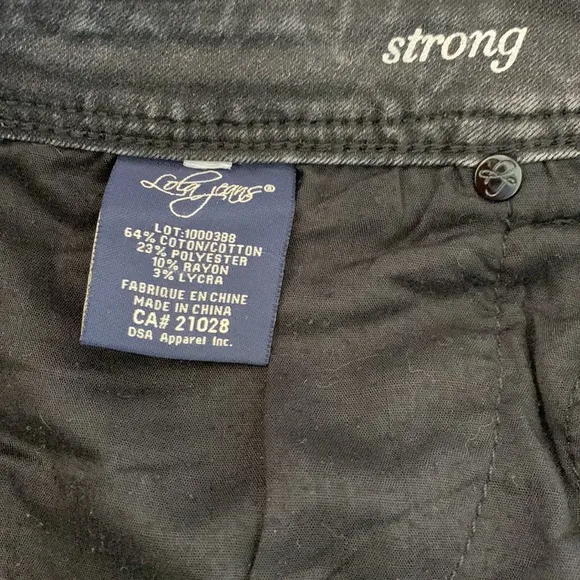 strong
Lola jeans®
LOT:1000388
64% COTON/COTTON
23% POLYESTER
10% RAYON
3% LYCRA
FABRIQUE EN CHINE
MADE IN CHINA
CA# 21028
DSA Apparel Inc.